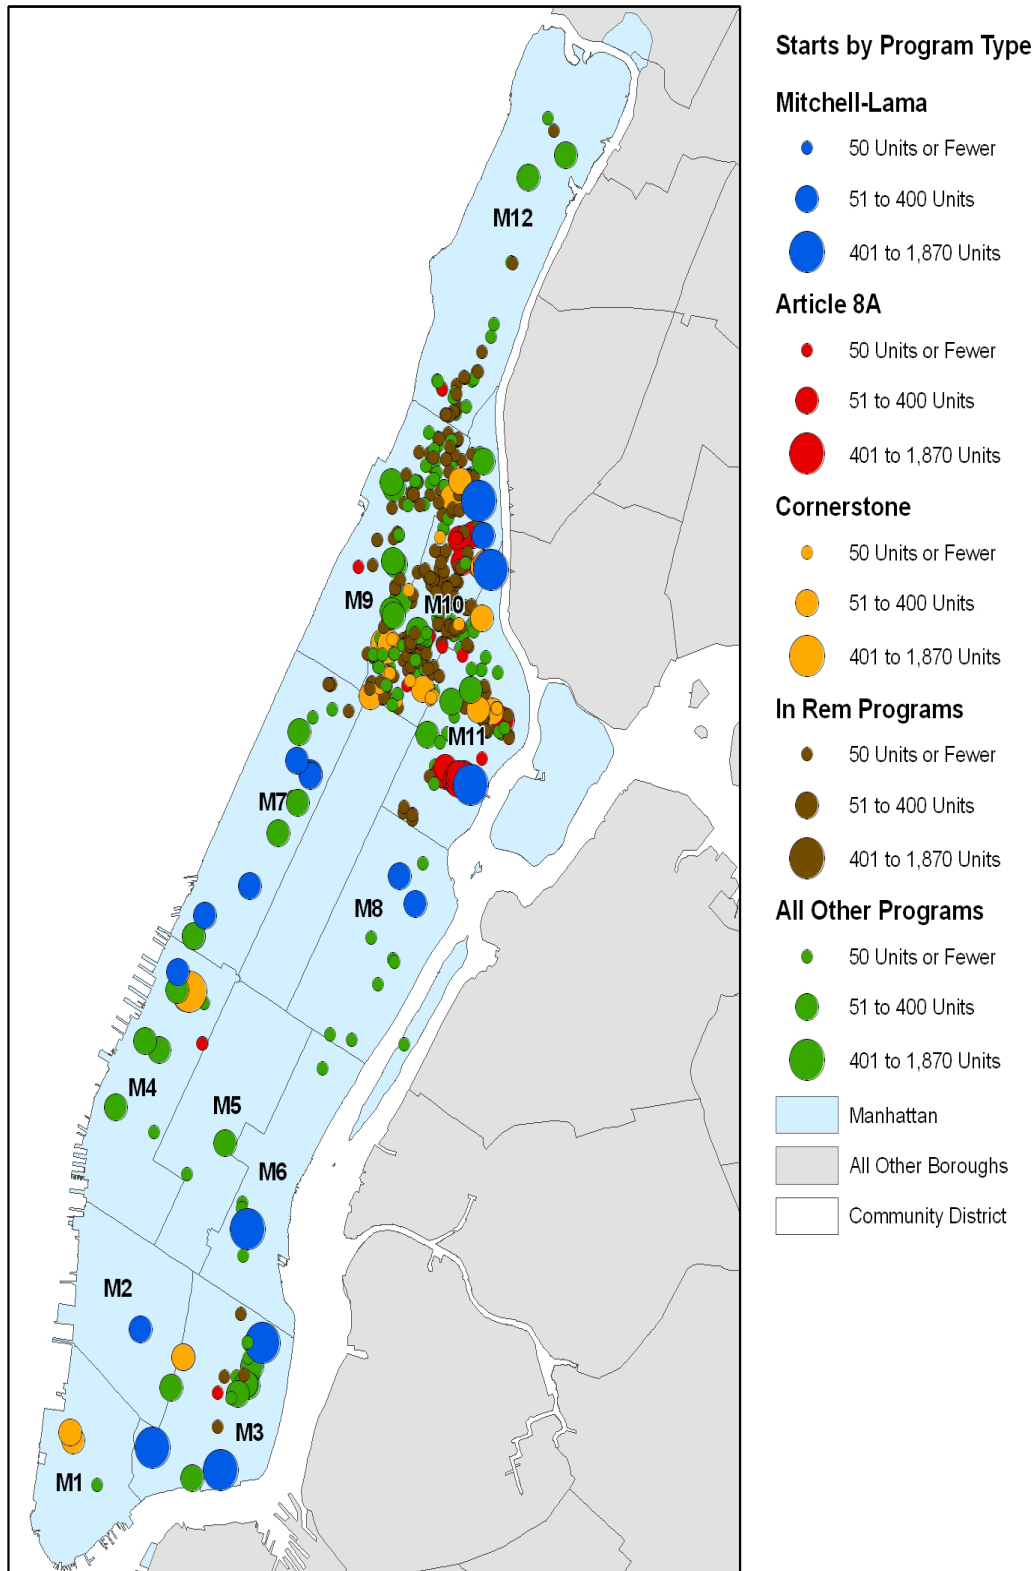 Starts by Program Type
Mitchell-Lama
50 Units or Fewer
51 to 400 Units
401 to 1,870 Units
Article 8A
50 Units or Fewer
51 to 400 Units
401 to 1,870 Units
Cornerstone
50 Units or Fewer
51 to 400 Units
401 to 1,870 Units
In Rem Programs
50 Units or Fewer
51 to 400 Units
401 to 1,870 Units
All Other Programs
50 Units or Fewer
51 to 400 Units
401 to 1,870 Units
Manhattan
All Other Boroughs
Community District
M12
M9
M10
M11
M7
M8
M4
M5
M6
M2
M3
M1